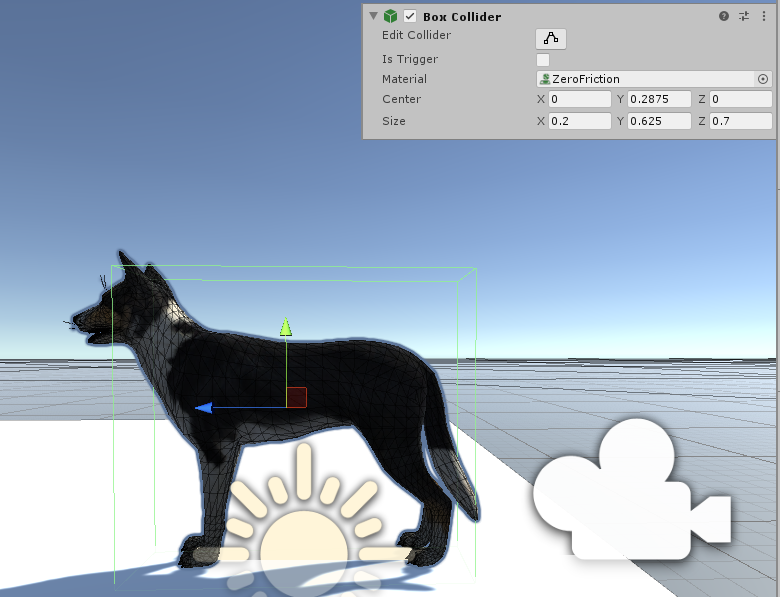 Box Collider
Edit Collider
Is Trigger
Material ZeroFriction
Center X 0 Y 0.2875 Z 0
Size X 0.2 Y 0.625 Z 0.7